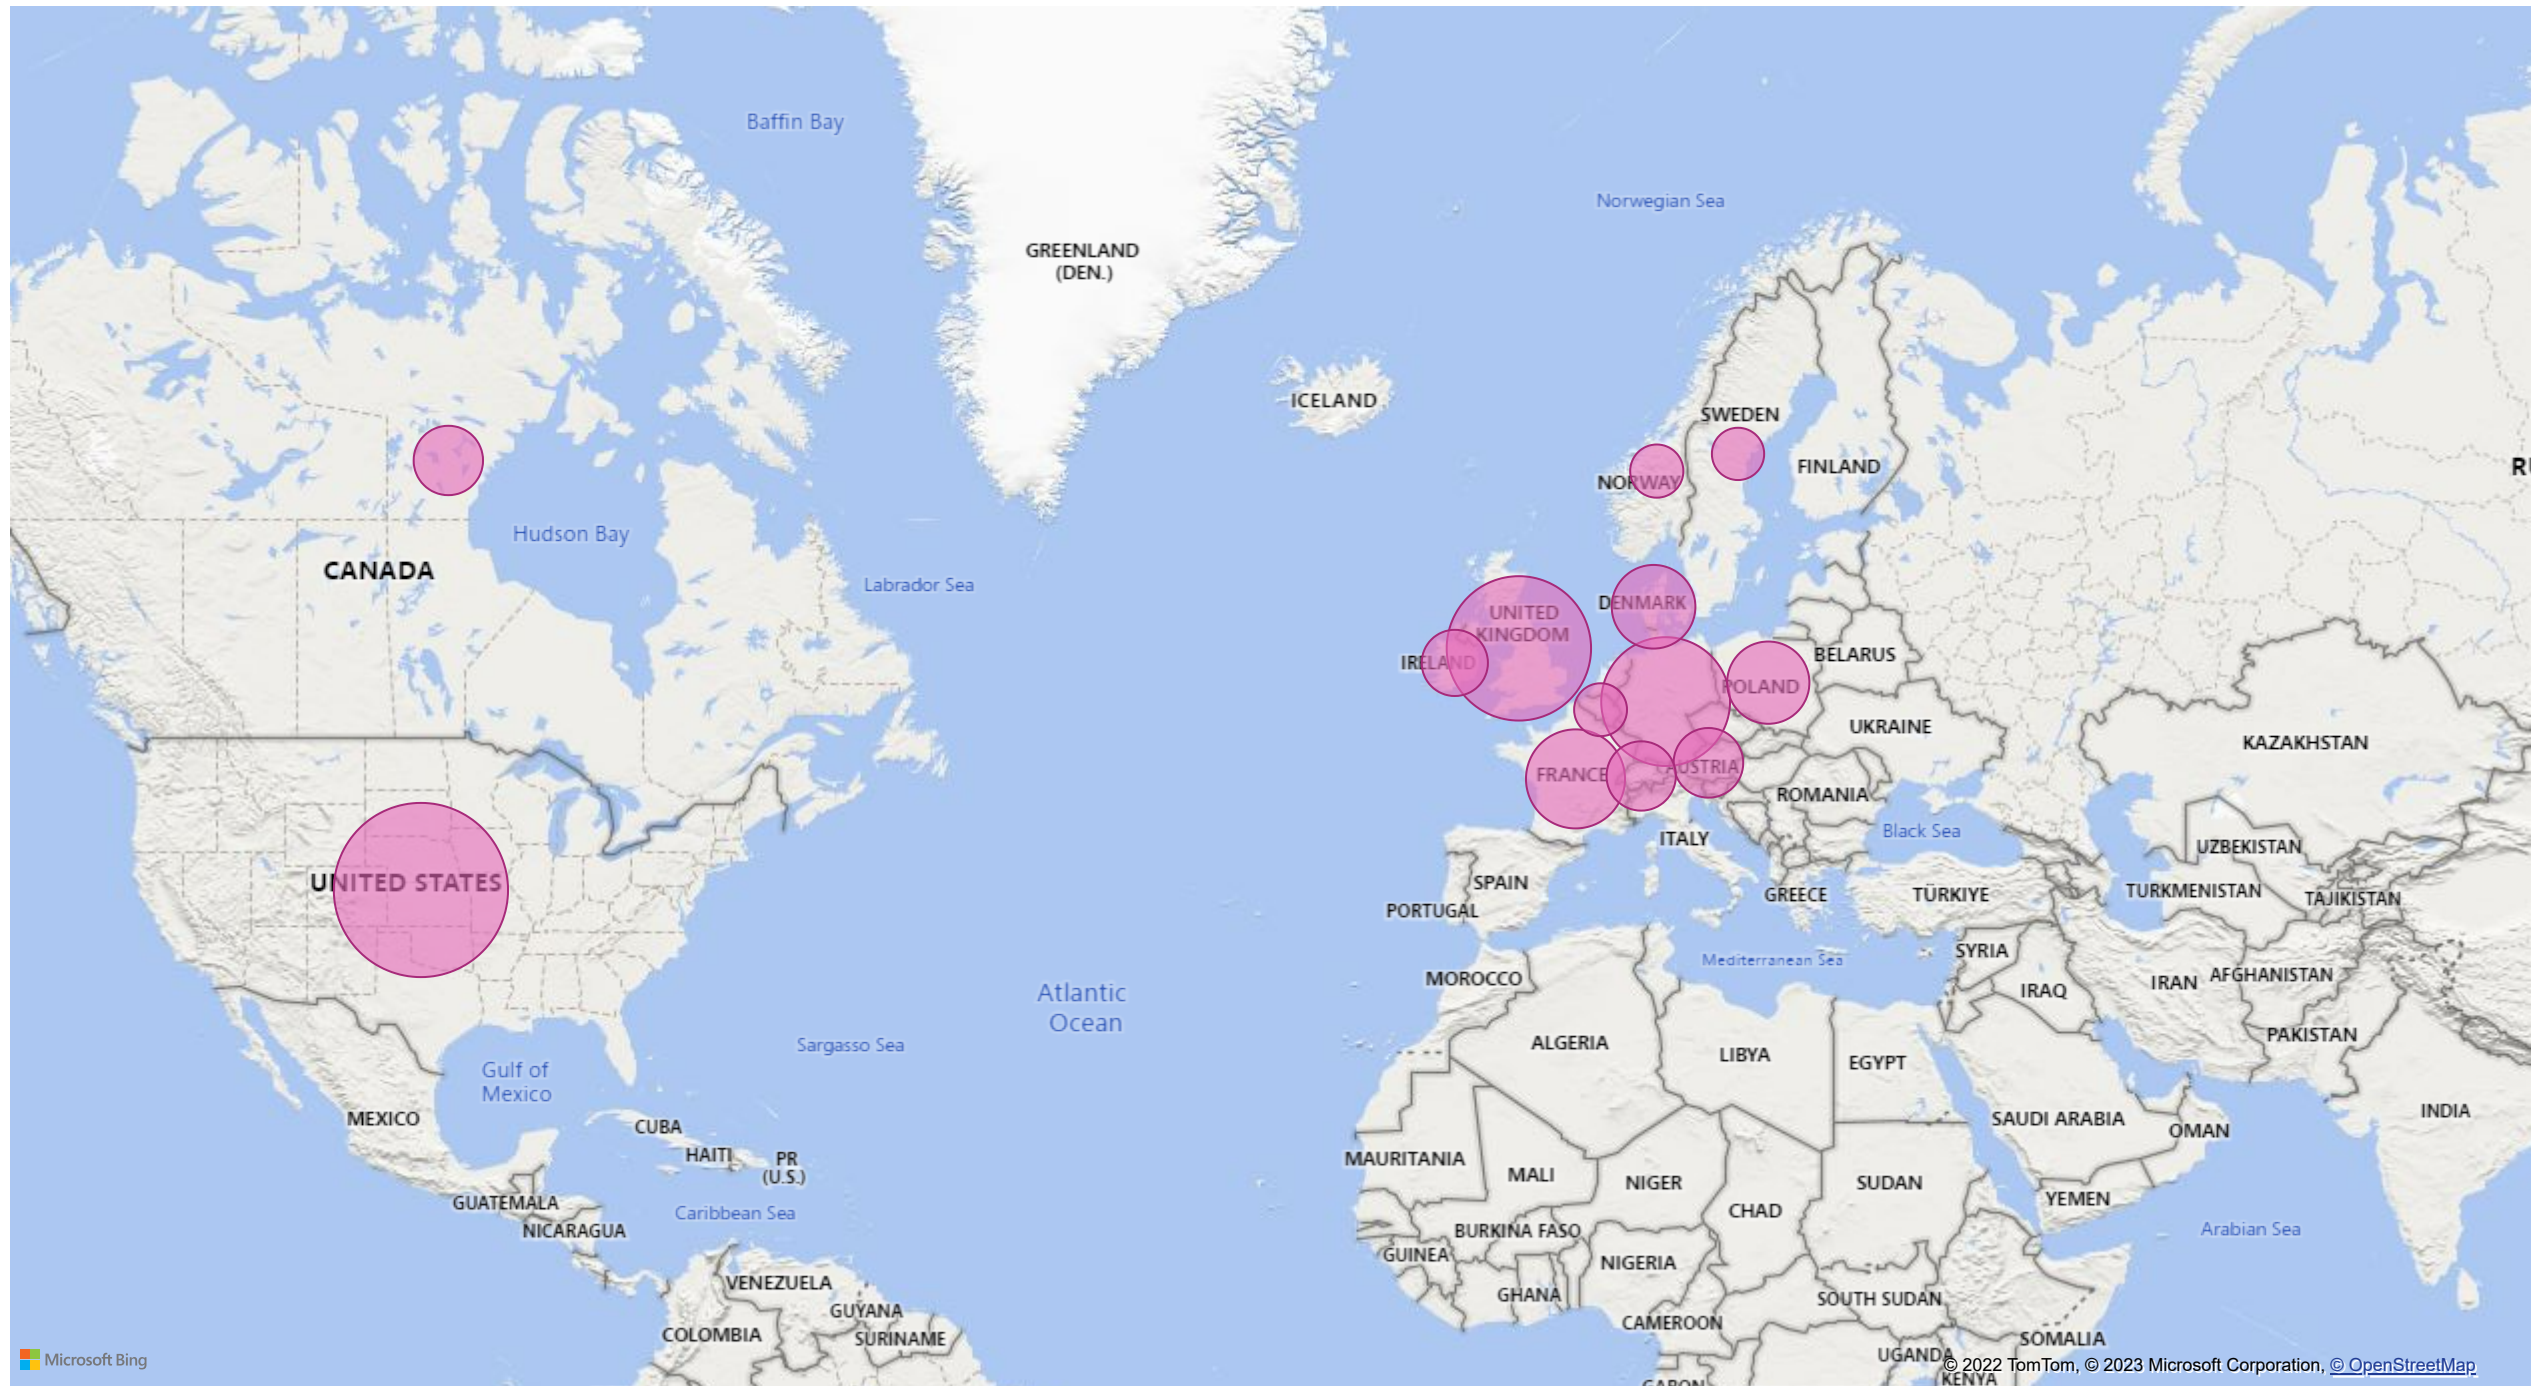 Baffin Bay
Norwegian Sea
GREENLAND
(DEN.)
ICELAND
SWEDEN
FINLAND
NORWAY
Hudson Bay
CANADA
Labrador Sea
UNITED
KINGDOM
DENMARK
IRELAND
BELARUS
POLAND
UKRAINE
KAZAKHSTAN
FRANCE
AUSTRIA
ROMANIA
Black Sea
ITALY
UZBEKISTAN
UNITED STATES
SPAIN
PORTUGAL
GREECE
TÜRKIYE
TURKMENISTAN
TAJIKISTAN
SYRIA
Mediterranean Sea
MOROCCO
IRAQ
IRAN
AFGHANISTAN
Atlantic
Ocean
PAKISTAN
Sargasso Sea
ALGERIA
LIBYA
EGYPT
Gulf of
Mexico
MEXICO
CUBA
SAUDI ARABIA
OMAN
INDIA
HAITI
PR
(U.S.)
MAURITANIA
MALI
NIGER
SUDAN
YEMEN
GUATEMALA
Caribbean Sea
CHAD
NICARAGUA
BURKINA FASO
Arabian Sea
GUINEA
NIGERIA
VENEZUELA
GHANA
SOUTH SUDAN
GUYANA
COLOMBIA
SURINAME
CAMEROON
SOMALIA
UGANDA
KENYA
Microsoft Bing
© 2022 TomTom, © 2023 Microsoft Corporation, © OpenStreetMap